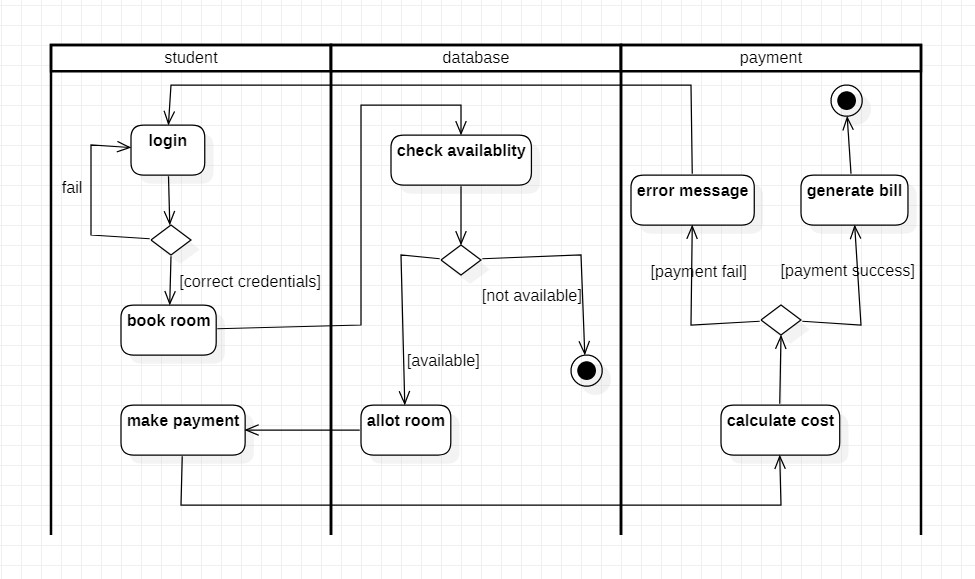 student
database
payment
login
check availablity
fail
error message
generate bill
[correct credentials]
[payment fail]
[payment success]
[not available]
book room
[available]
make payment
allot room
calculate cost